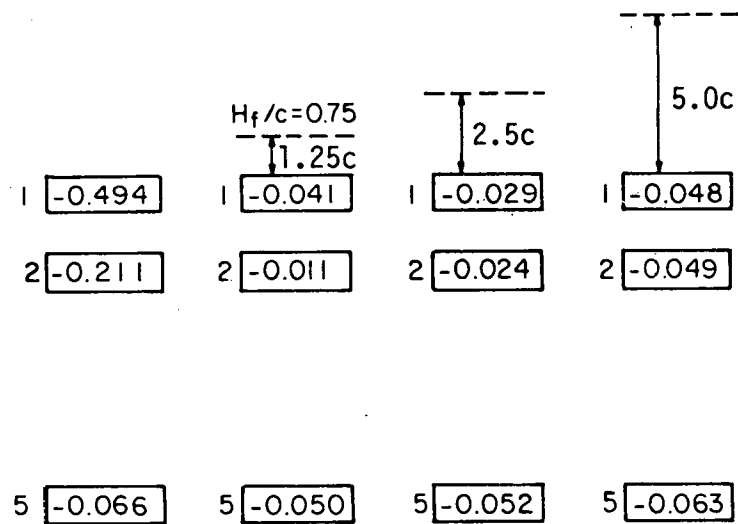 5.0c
H_f/c=0.75
2.5c
1.25c
1 -0.494 1 -0.041 1 -0.029 1 -0.048
2 -0.211 2 -0.011 2 -0.024 2 -0.049
5 -0.066 5 -0.050 5 -0.052 5 -0.063